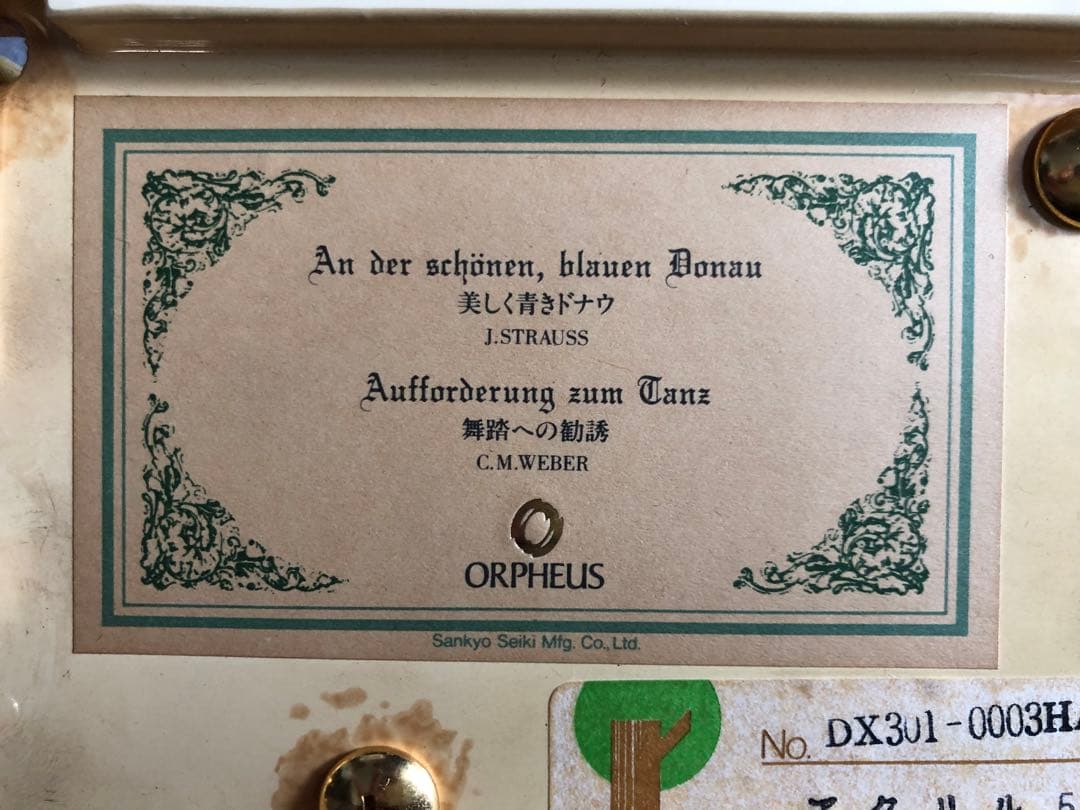 An der schönen, blauen Donau
美しく青きドナウ
J.STRAUSS
Aufforderung zum Tanz
舞踏への勧誘
C.M.WEBER
ORPHEUS
Sankyo Seiki Mfg. Co., Ltd.
No. DX301-0003H